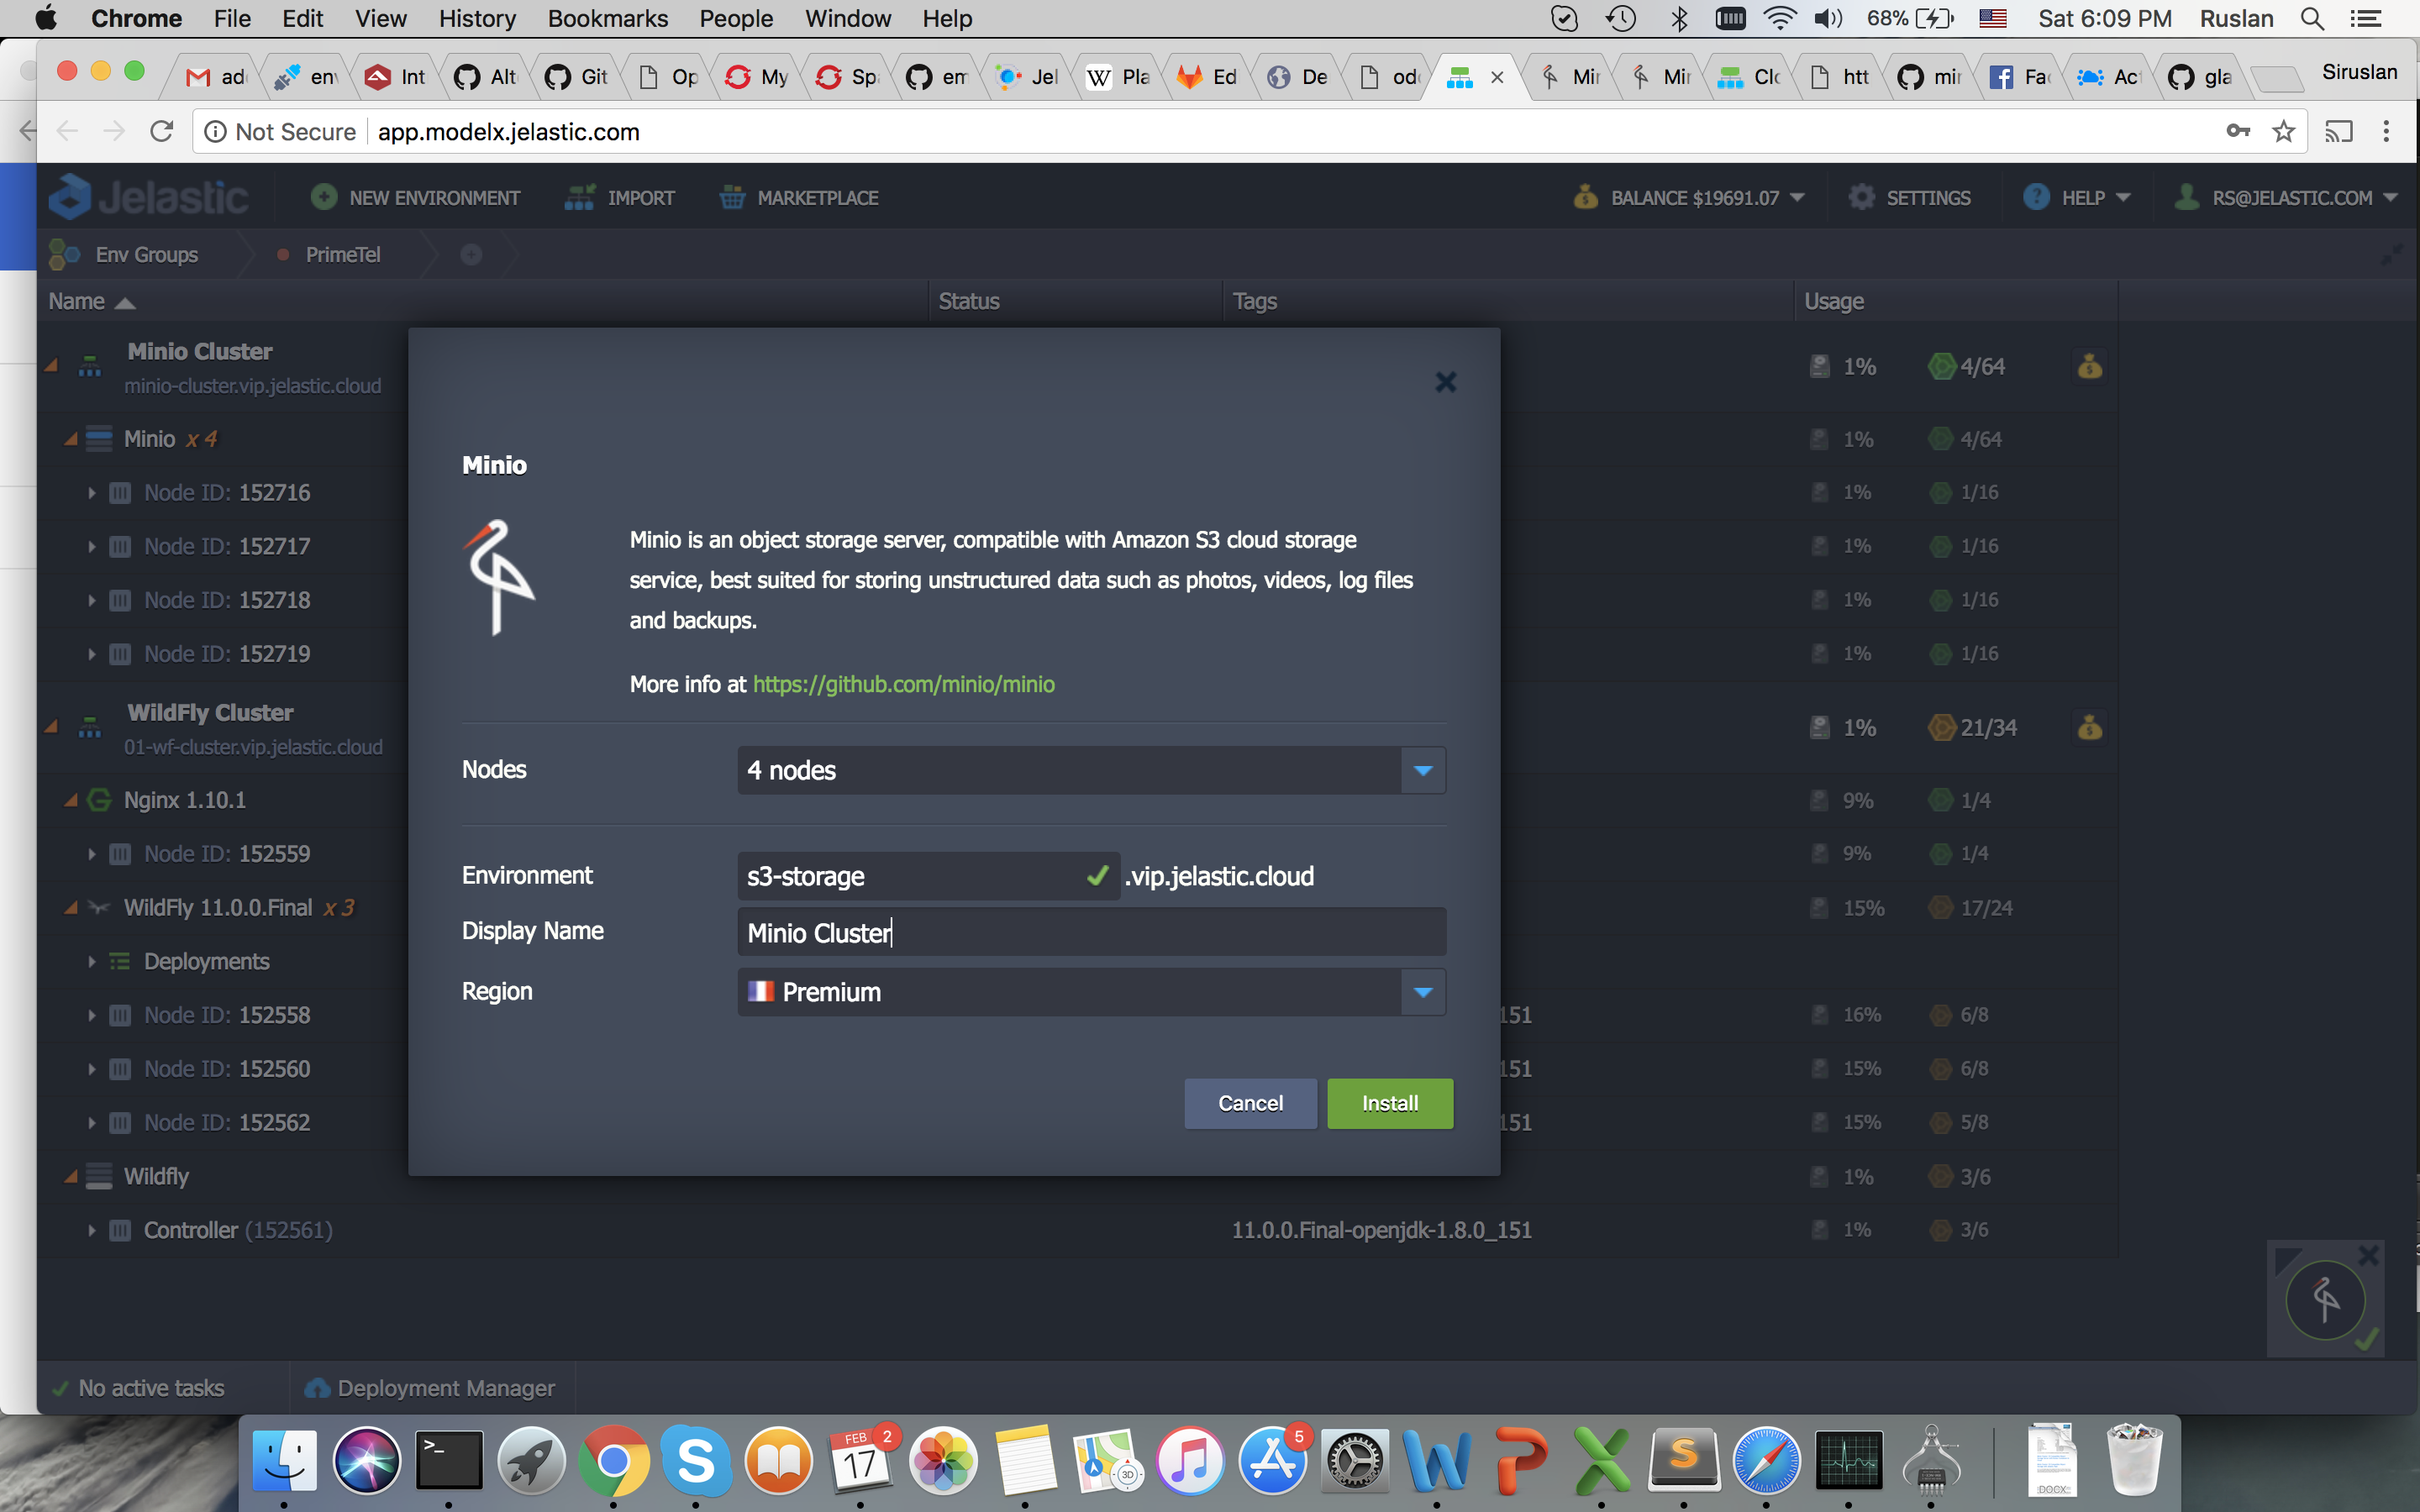 Chrome File Edit View History Bookmarks People Window Help 68% Sat 6:09 PM Ruslan
ad env Int Alt Git Op My Sp em Jel W Pla Ed De od Mir Mir Clo htt mir Fac Act gla Siruslan
Not Secure app.modelx.jelastic.com
Jelastic NEW ENVIRONMENT IMPORT MARKETPLACE BALANCE $19691.07 SETTINGS HELP RS@JELASTIC.COM
Env Groups PrimeTel
Name Status Tags Usage
Minio Cluster
minio-cluster.vip.jelastic.cloud
1% 4/64
Minio x 4 1% 4/64
Node ID: 152716 1% 1/16
Node ID: 152717 1% 1/16
Node ID: 152718 1% 1/16
Node ID: 152719 1% 1/16
WildFly Cluster
01-wf-cluster.vip.jelastic.cloud
1% 21/34
Nginx 1.10.1 9% 1/4
Node ID: 152559 9% 1/4
WildFly 11.0.0.Final x 3 15% 17/24
Deployments
Node ID: 152558 151 16% 6/8
Node ID: 152560 151 15% 6/8
Node ID: 152562 151 15% 5/8
Wildfly 1% 3/6
Controller (152561) 11.0.0.Final-openjdk-1.8.0_151 1% 3/6
Minio
Minio is an object storage server, compatible with Amazon S3 cloud storage
service, best suited for storing unstructured data such as photos, videos, log files
and backups.
More info at https://github.com/minio/minio
Nodes 4 nodes
Environment s3-storage .vip.jelastic.cloud
Display Name Minio Cluster
Region Premium
Cancel Install
No active tasks Deployment Manager
FEB 17 2
3D
5
DOCX